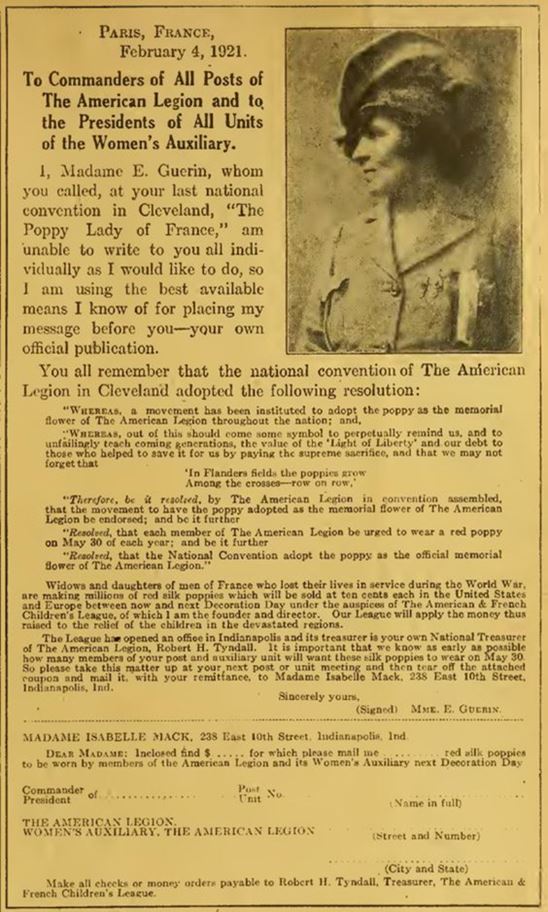 PARIS, FRANCE,
February 4, 1921.
To Commanders of All Posts of
The American Legion and to
the Presidents of All Units
of the Women's Auxiliary.
I, Madame E. Guerin, whom
you called, at your last national
convention in Cleveland, "The
Poppy Lady of France," am
unable to write to you all indi-
vidually as I would like to do, so
I am using the best available
means I know of for placing my
message before you—your own
official publication.
You all remember that the national convention of The American
Legion in Cleveland adopted the following resolution:
"WHEREAS, a movement has been instituted to adopt the poppy as the memorial
flower of The American Legion throughout the nation; and,
"WHEREAS, out of this should come some symbol to perpetually remind us, and to
unfailingly teach coming generations, the value of the 'Light of Liberty' and our debt to
those who helped to save it for us by paying the supreme sacrifice, and that we may not
forget that
'In Flanders fields the poppies grow
Among the crosses—row on row,'
"Therefore, be it resolved, by The American Legion in convention assembled,
that the movement to have the poppy adopted as the memorial flower of The American
Legion be endorsed; and be it further
"Resolved, that each member of The American Legion be urged to wear a red poppy
on May 30 of each year; and be it further
"Resolved, that the National Convention adopt the poppy as the official memorial
flower of The American Legion."
Widows and daughters of men of France who lost their lives in service during the World War,
are making millions of red silk poppies which will be sold at ten cents each in the United States
and Europe between now and next Decoration Day under the auspices of The American & French
Children's League, of which I am the founder and director. Our League will apply the money thus
raised to the relief of the children in the devastated regions.
The League has opened an office in Indianapolis and its treasurer is your own National Treasurer
of The American Legion, Robert H. Tyndall. It is important that we know as early as possible
how many members of your post and auxiliary unit will want these silk poppies to wear on May 30.
So please take this matter up at your next post or unit meeting and then tear off the attached
coupon and mail it, with your remittance, to Madame Isabelle Mack, 238 East 10th Street,
Indianapolis, Ind.
Sincerely yours,
(Signed) MME. E. GUERIN.
MADAME ISABELLE MACK, 238 East 10th Street, Indianapolis, Ind.
DEAR MADAME: Inclosed find $ ..... for which please mail me ........ red silk poppies
to be worn by members of the American Legion and its Women's Auxiliary next Decoration Day
Commander of ............ Post No.
President Unit
(Name in full)
THE AMERICAN LEGION.
WOMEN'S AUXILIARY, THE AMERICAN LEGION
(Street and Number)
(City and State)
Make all checks or money orders payable to Robert H. Tyndall, Treasurer, The American &
French Children's League.